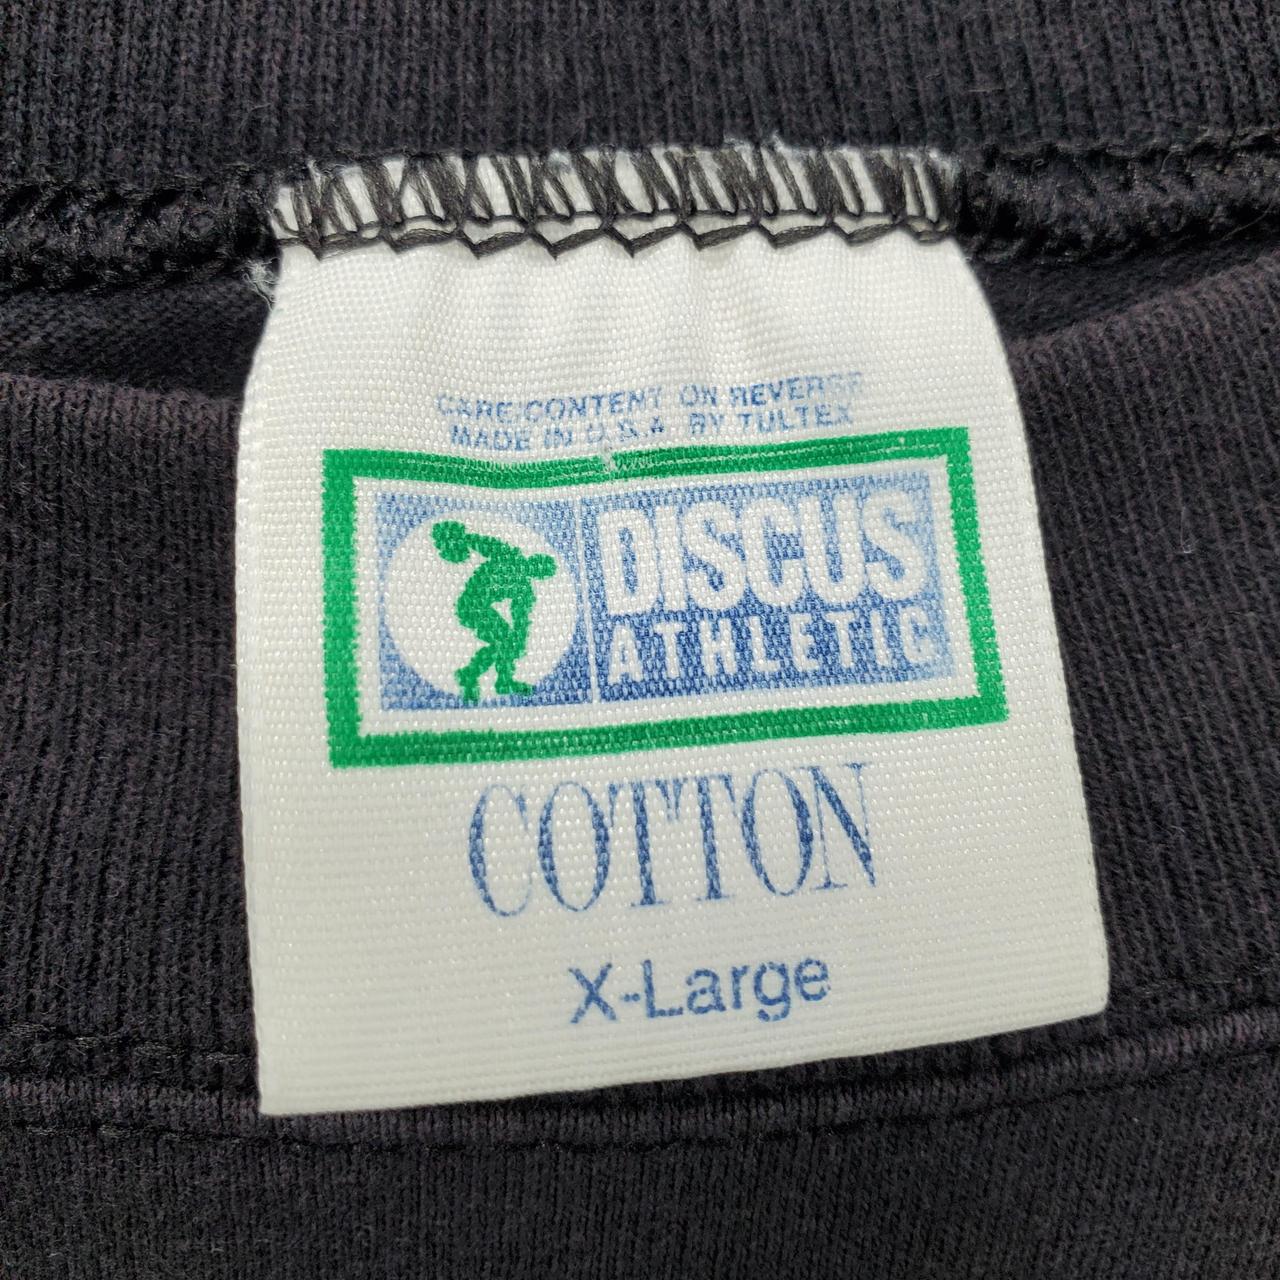 CARE/CONTENT ON REVERSE
MADE IN U.S.A. BY TULTEX
DISCUS
ATHLETIC
COTTON
X-Large